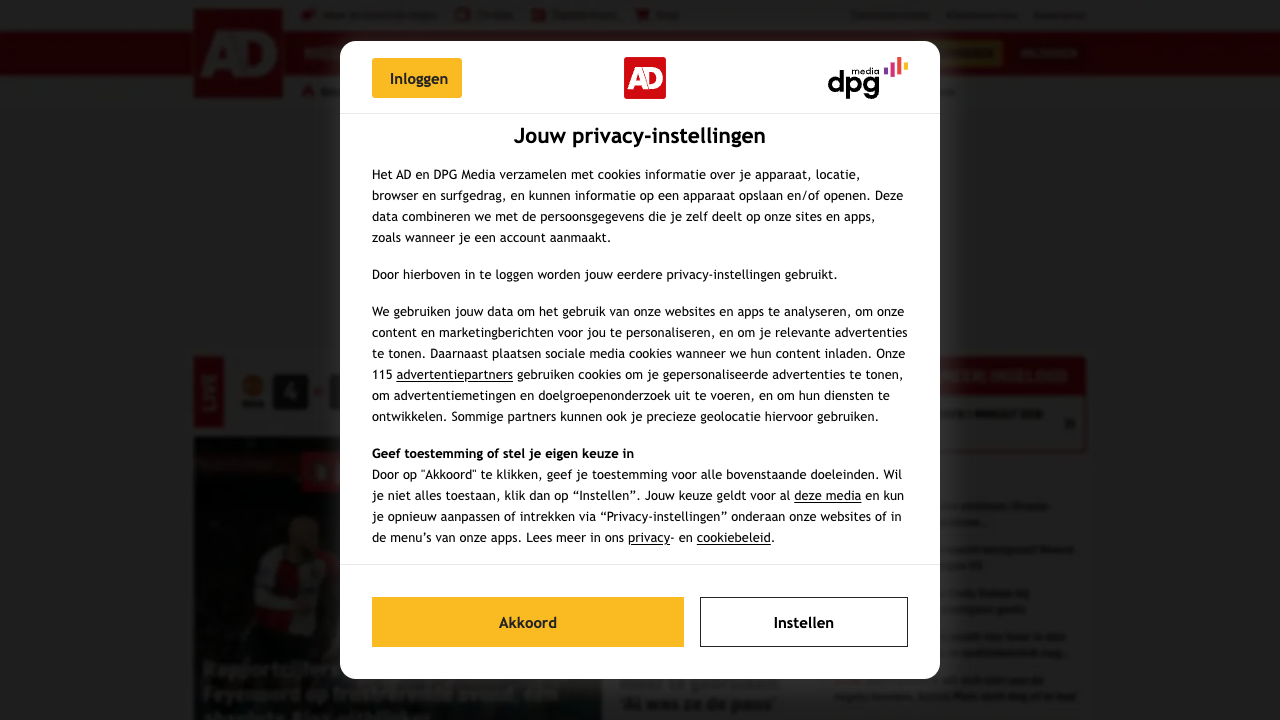 Inloggen
AD
media
dpg
Jouw privacy-instellingen
Het AD en DPG Media verzamelen met cookies informatie over je apparaat, locatie,
browser en surfgedrag, en kunnen informatie op een apparaat opslaan en/of openen. Deze
data combineren we met de persoonsgegevens die je zelf deelt op onze sites en apps,
zoals wanneer je een account aanmaakt.
Door hierboven in te loggen worden jouw eerdere privacy-instellingen gebruikt.
We gebruiken jouw data om het gebruik van onze websites en apps te analyseren, om onze
content en marketingberichten voor jou te personaliseren, en om je relevante advertenties
te tonen. Daarnaast plaatsen sociale media cookies wanneer we hun content inladen. Onze
115 advertentiepartners gebruiken cookies om je gepersonaliseerde advertenties te tonen,
om advertentiemetingen en doelgroepenonderzoek uit te voeren, en om hun diensten te
ontwikkelen. Sommige partners kunnen ook je precieze geolocatie hiervoor gebruiken.
Geef toestemming of stel je eigen keuze in
Door op "Akkoord" te klikken, geef je toestemming voor alle bovenstaande doeleinden. Wil
je niet alles toestaan, klik dan op “Instellen”. Jouw keuze geldt voor al deze media en kun
je opnieuw aanpassen of intrekken via “Privacy-instellingen” onderaan onze websites of in
de menu’s van onze apps. Lees meer in ons privacy- en cookiebeleid.
Akkoord
Instellen
AD
LIVE
4
Rapportcijfers
Feyenoord op
'Al was ze de paus'